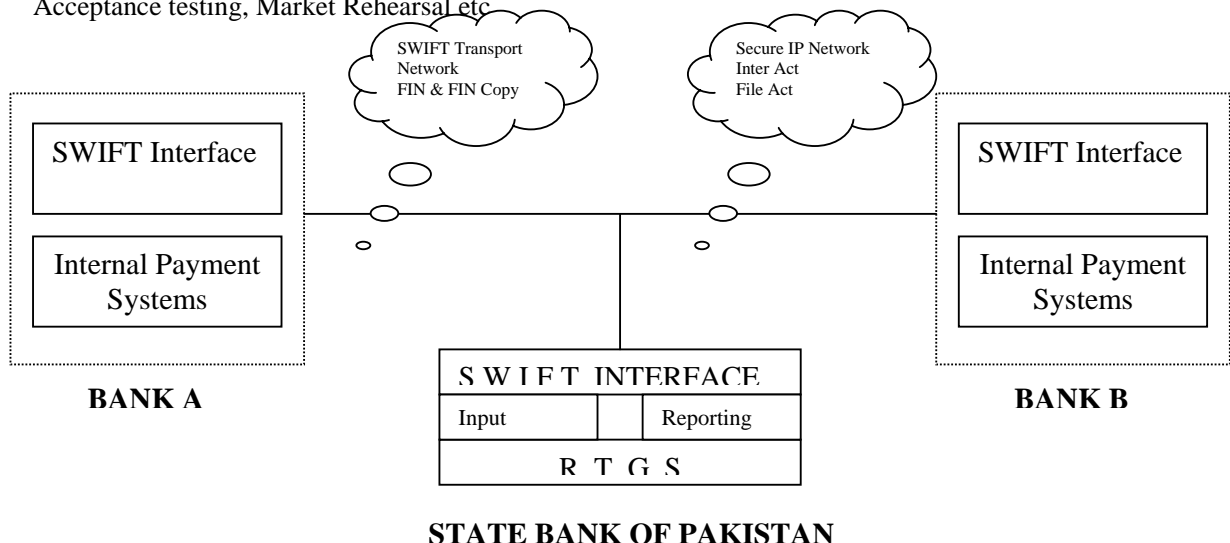 Acceptance testing, Market Rehearsal etc
SWIFT Transport
Network
FIN & FIN Copy
Secure IP Network
Inter Act
File Act
SWIFT Interface
Internal Payment
Systems
SWIFT Interface
Internal Payment
Systems
BANK A
BANK B
S W I F T INTERFACE
Input
Reporting
R T G S
STATE BANK OF PAKISTAN